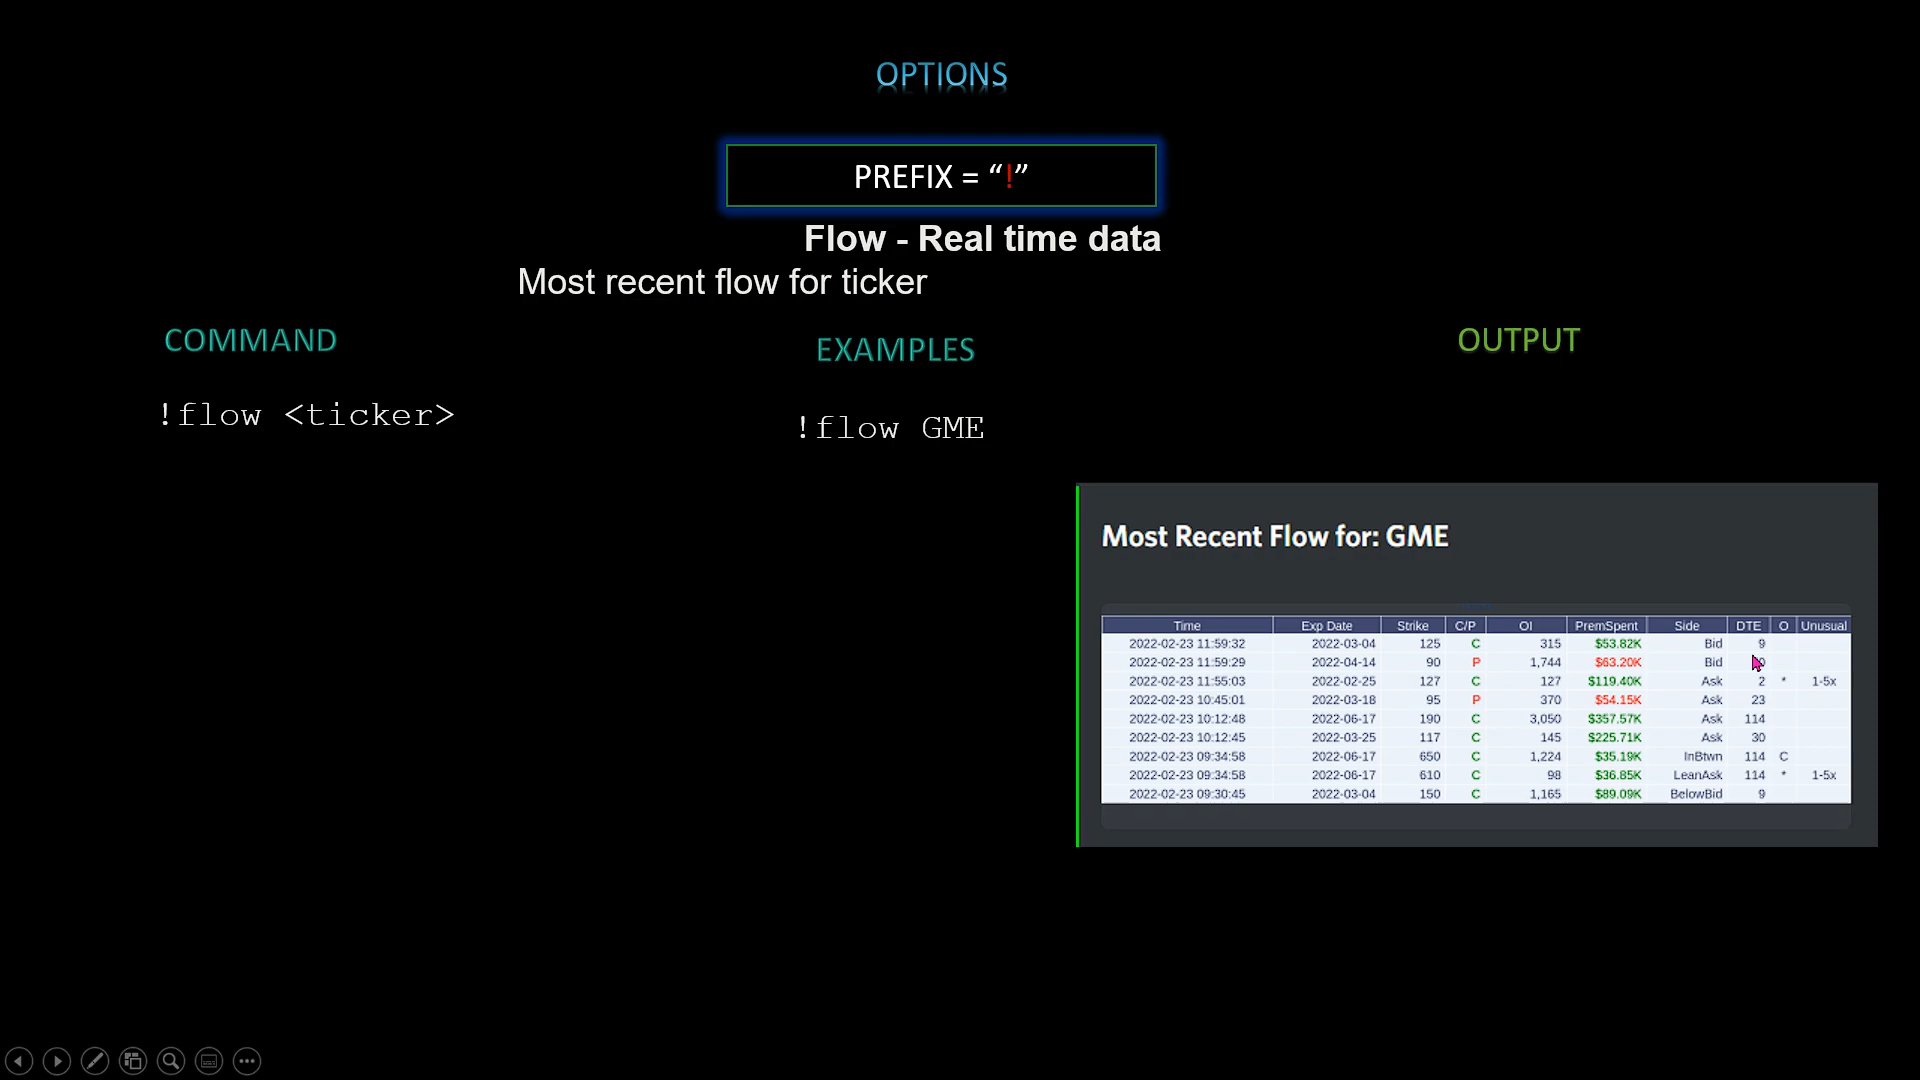 OPTIONS
PREFIX = “!”
Flow - Real time data
Most recent flow for ticker
COMMAND
EXAMPLES
OUTPUT
!flow <ticker>
!flow GME
Most Recent Flow for: GME
Time Exp Date Strike C/P OI PremSpent Side DTE O Unusual
2022-02-23 11:59:32 2022-03-04 125 C 315 $53.82K Bid 9
2022-02-23 11:59:29 2022-04-14 90 P 1,744 $63.20K Bid
2022-02-23 11:55:03 2022-02-25 127 C 127 $119.40K Ask 2 * 1-5x
2022-02-23 10:45:01 2022-03-18 95 P 370 $54.15K Ask 23
2022-02-23 10:12:48 2022-06-17 190 C 3,050 $357.57K Ask 114
2022-02-23 10:12:45 2022-03-25 117 C 145 $225.71K Ask 30
2022-02-23 09:34:58 2022-06-17 650 C 1,224 $35.19K InBtwn 114 C
2022-02-23 09:34:58 2022-06-17 610 C 98 $36.85K LeanAsk 114 * 1-5x
2022-02-23 09:30:45 2022-03-04 150 C 1,165 $89.09K BelowBid 9